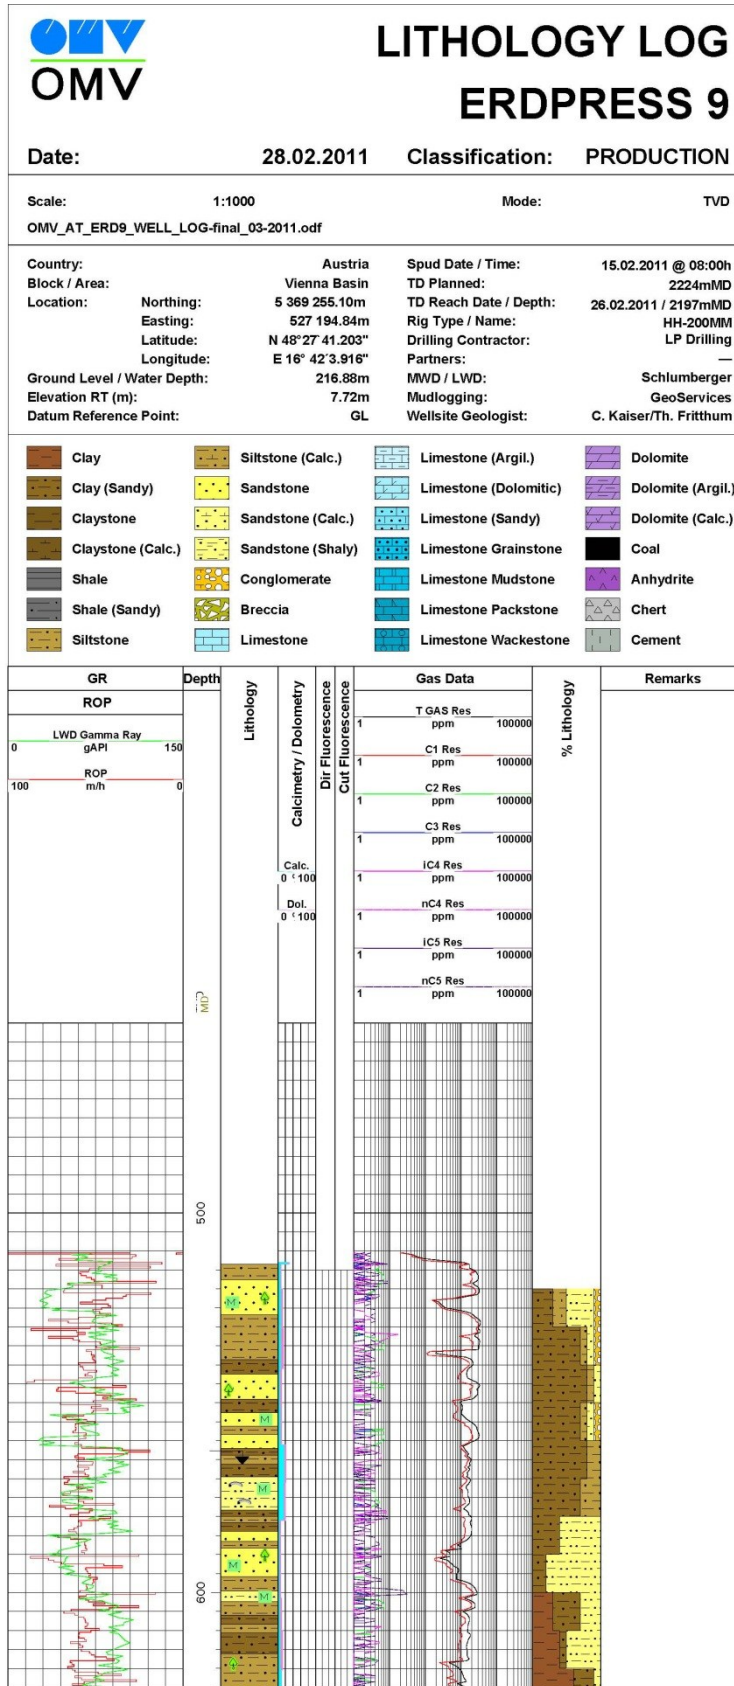 OMV
LITHOLOGY LOG
ERDPRESS 9
Date: 28.02.2011 Classification: PRODUCTION
Scale: 1:1000 Mode: TVD
OMV_AT_ERD9_WELL_LOG-final_03-2011.odf
Country: Austria Spud Date / Time: 15.02.2011 @ 08:00h
Block / Area: Vienna Basin TD Planned: 2224mMD
Location: Northing: 5 369 255.10m TD Reach Date / Depth: 26.02.2011 / 2197mMD
Easting: 527 194.84m Rig Type / Name: HH-200MM
Latitude: N 48°27´41.203" Drilling Contractor: LP Drilling
Longitude: E 16° 42´3.916" Partners: —
Ground Level / Water Depth: 216.88m MWD / LWD: Schlumberger
Elevation RT (m): 7.72m Mudlogging: GeoServices
Datum Reference Point: GL Wellsite Geologist: C. Kaiser/Th. Fritthum
Clay Siltstone (Calc.) Limestone (Argil.) Dolomite
Clay (Sandy) Sandstone Limestone (Dolomitic) Dolomite (Argil.)
Claystone Sandstone (Calc.) Limestone (Sandy) Dolomite (Calc.)
Claystone (Calc.) Sandstone (Shaly) Limestone Grainstone Coal
Shale Conglomerate Limestone Mudstone Anhydrite
Shale (Sandy) Breccia Limestone Packstone Chert
Siltstone Limestone Limestone Wackestone Cement
GR Depth Lithology Calcimetry / Dolometry Dir Fluorescence Cut Fluorescence Gas Data % Lithology Remarks
ROP
LWD Gamma Ray
0 gAPI 150
ROP
100 m/h 0
T GAS Res
1 ppm 100000
C1 Res
1 ppm 100000
C2 Res
1 ppm 100000
C3 Res
1 ppm 100000
Calc. iC4 Res
0 % 100 1 ppm 100000
Dol. nC4 Res
0 % 100 1 ppm 100000
iC5 Res
1 ppm 100000
nC5 Res
1 ppm 100000
MD
500
M
M
M
M
600
M